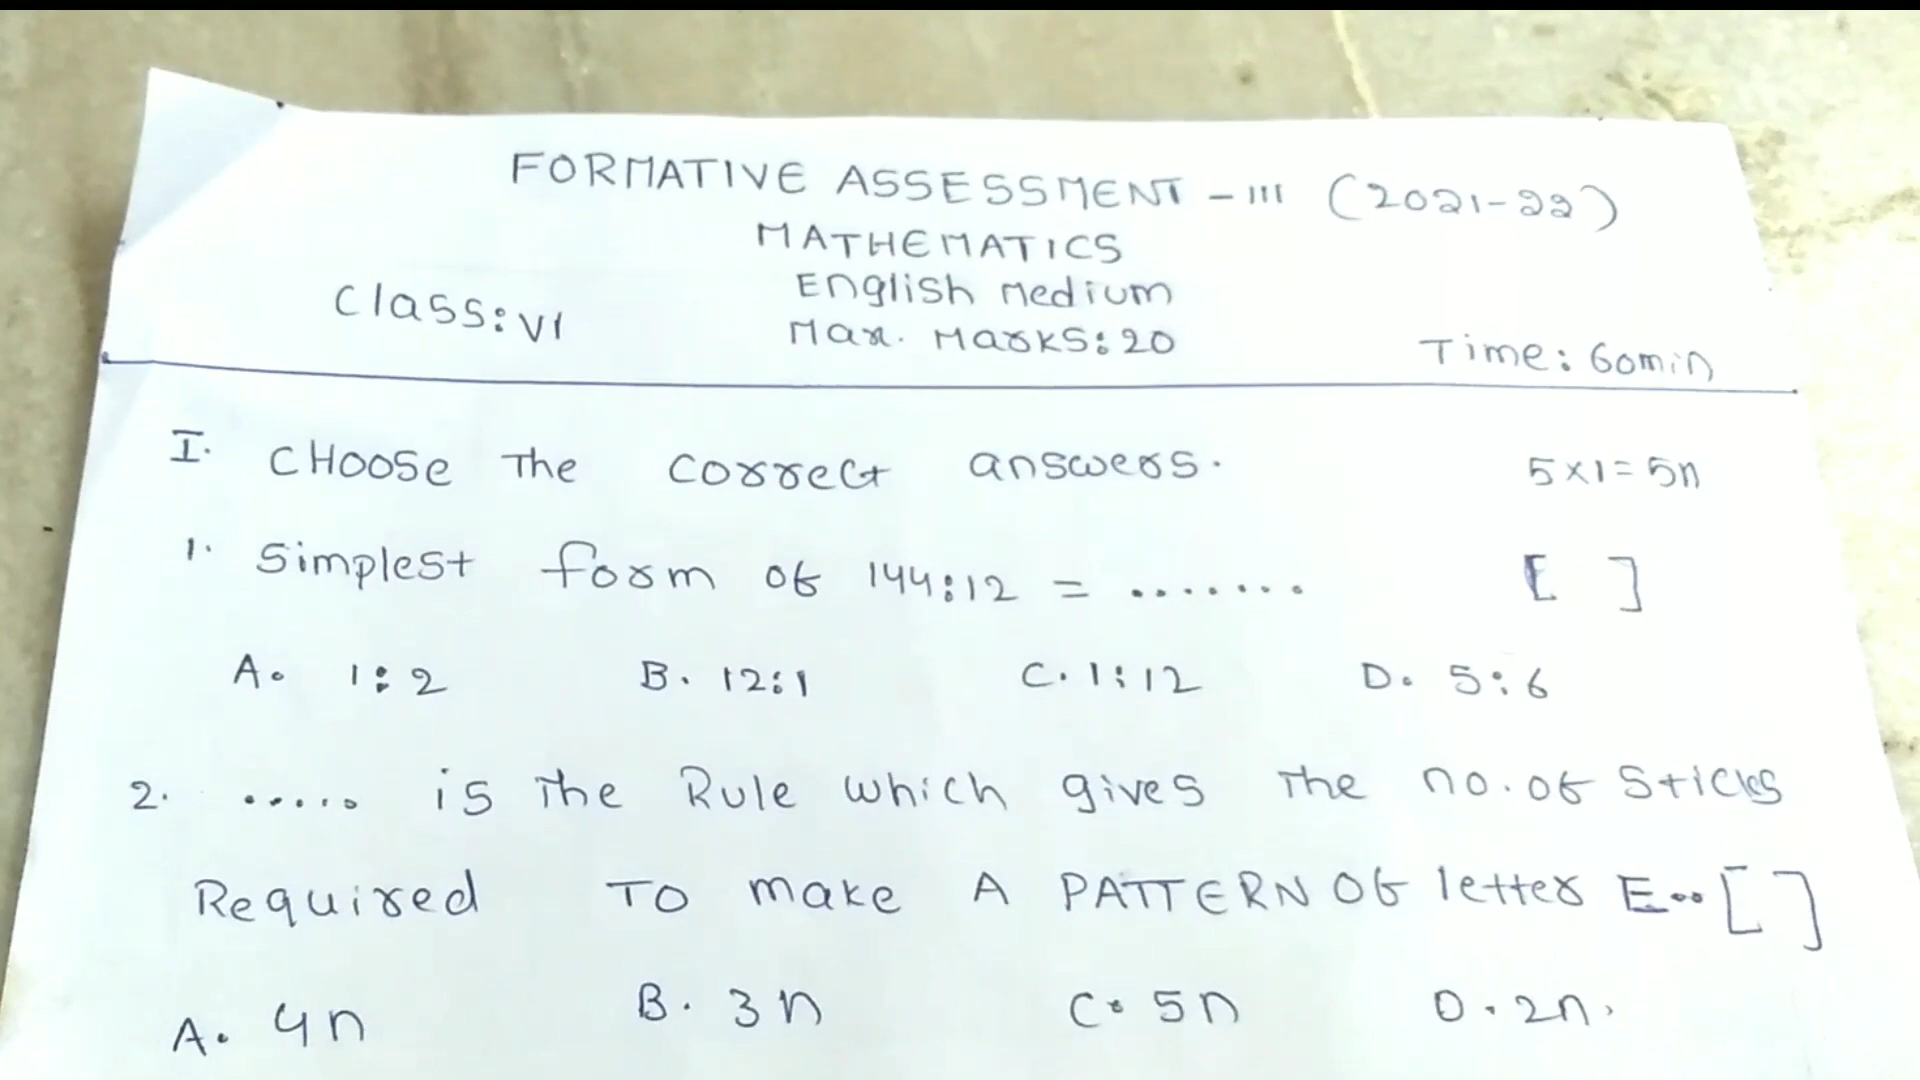 FORMATIVE ASSESSMENT - III (2021-22)
MATHEMATICS
English Medium
Class: VI
Max. Marks: 20
Time: 60min
I. CHOOSE The correct answers. 5x1=5n
1. Simplest form of 144:12 = ....... [ ]
A. 1:2 B. 12:1 C. 1:12 D. 5:6
2. ..... is The Rule which gives The no. of Sticks
Required TO make A PATTERN Of letter E.. [ ]
A. 4n B. 3n C. 5n D. 2n.